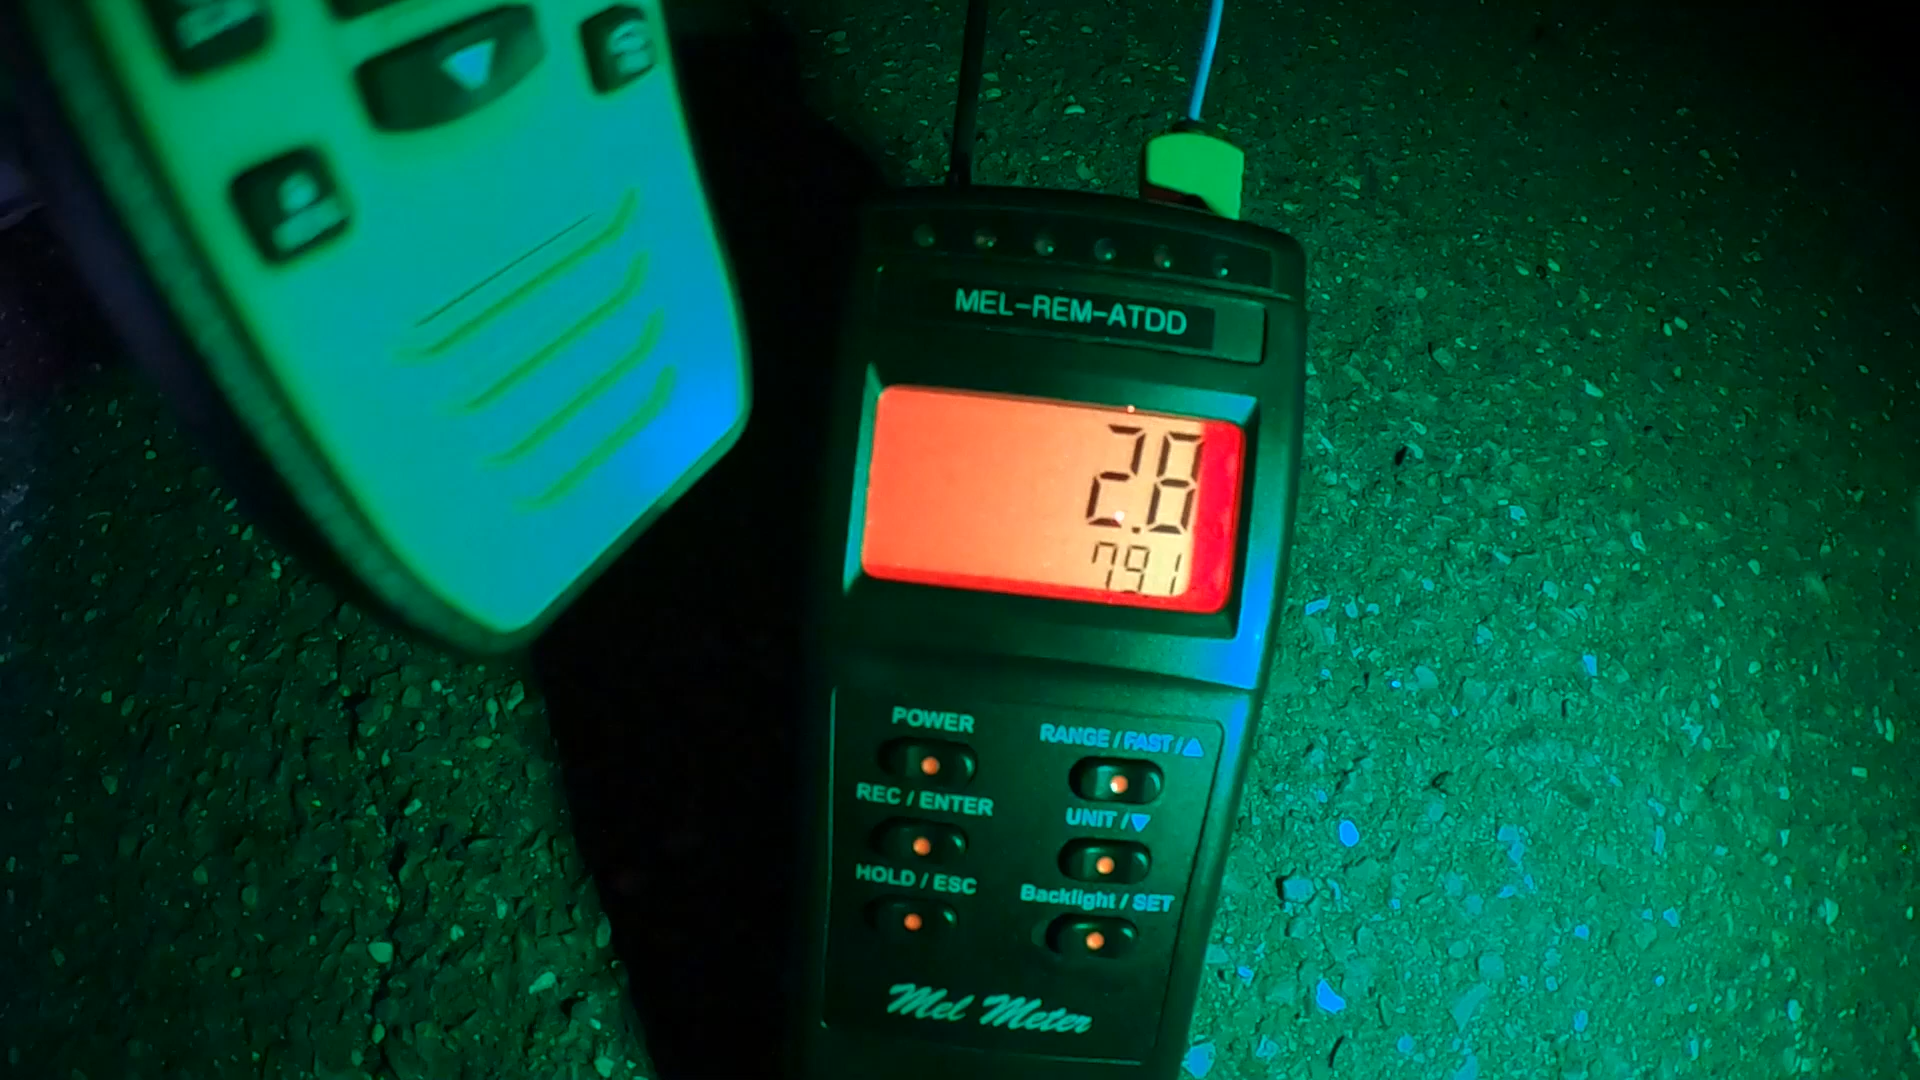 MEL-REM-ATDD
2.8
79.1
POWER
RANGE / FAST / ▲
REC / ENTER
UNIT / ▼
HOLD / ESC
Backlight / SET
Mel Meter